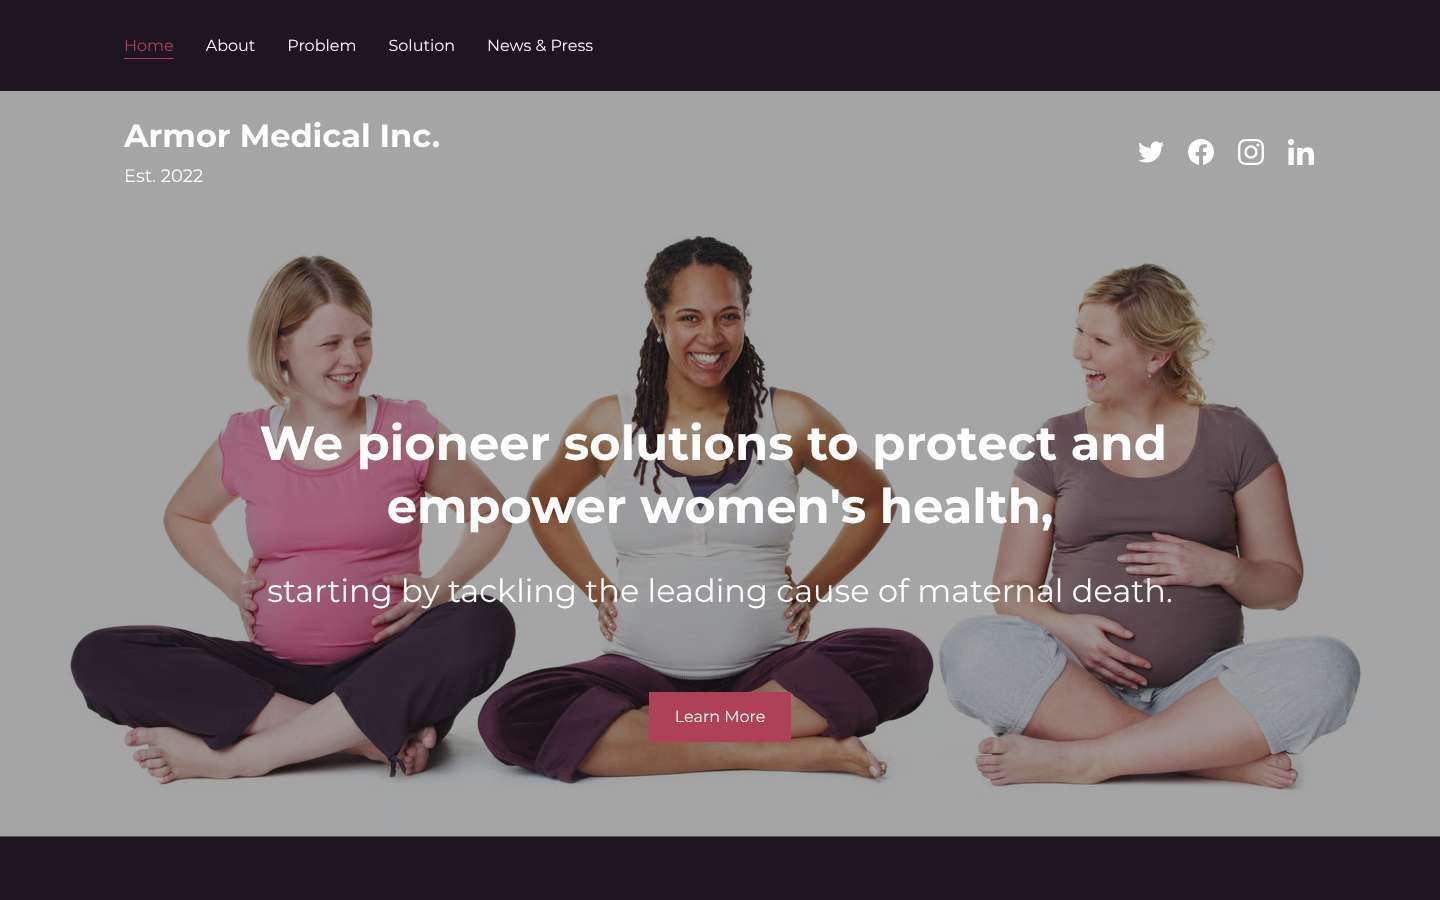 Home
About
Problem
Solution
News & Press
Armor Medical Inc.
Est. 2022
We pioneer solutions to protect and
empower women's health,
starting by tackling the leading cause of maternal death.
Learn More